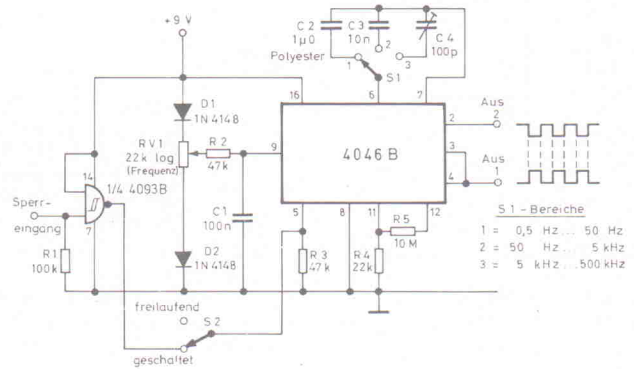 +9 V
C 2
1µ0
C 3
10n
C 4
100p
Polyester
1
2
3
S1
16
6
7
D1
1N 4148
RV1
22k log
(Frequenz)
R 2
47k
9
4046 B
2
3
4
Aus
2
Aus
1
14
1/4 4093B
7
Sperr-
eingang
R1
100k
C1
100n
D 2
1N 4148
5
8
11
12
R 5
10 M
R 3
47k
R 4
22k
freilaufend
S 2
geschaltet
S 1 - Bereiche
1 = 0,5 Hz... 50 Hz
2 = 50 Hz... 5 kHz
3 = 5 kHz...500 kHz